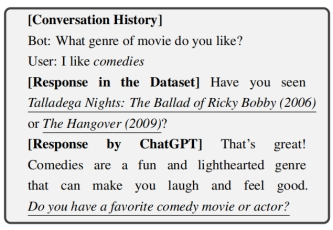 [Conversation History]
Bot: What genre of movie do you like?
User: I like comedies
[Response in the Dataset] Have you seen
Talladega Nights: The Ballad of Ricky Bobby (2006)
or The Hangover (2009)?
[Response by ChatGPT] That's great!
Comedies are a fun and lighthearted genre
that can make you laugh and feel good.
Do you have a favorite comedy movie or actor?